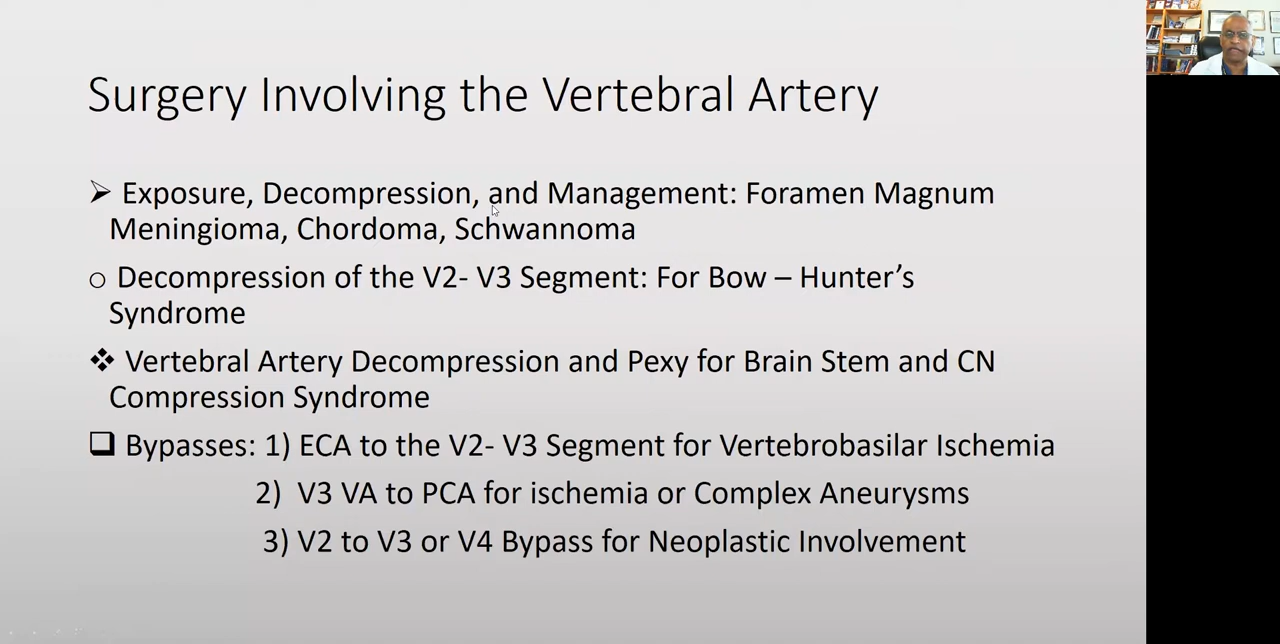 Surgery Involving the Vertebral Artery
Exposure, Decompression, and Management: Foramen Magnum
Meningioma, Chordoma, Schwannoma
Decompression of the V2- V3 Segment: For Bow – Hunter’s
Syndrome
Vertebral Artery Decompression and Pexy for Brain Stem and CN
Compression Syndrome
Bypasses: 1) ECA to the V2- V3 Segment for Vertebrobasilar Ischemia
2) V3 VA to PCA for ischemia or Complex Aneurysms
3) V2 to V3 or V4 Bypass for Neoplastic Involvement